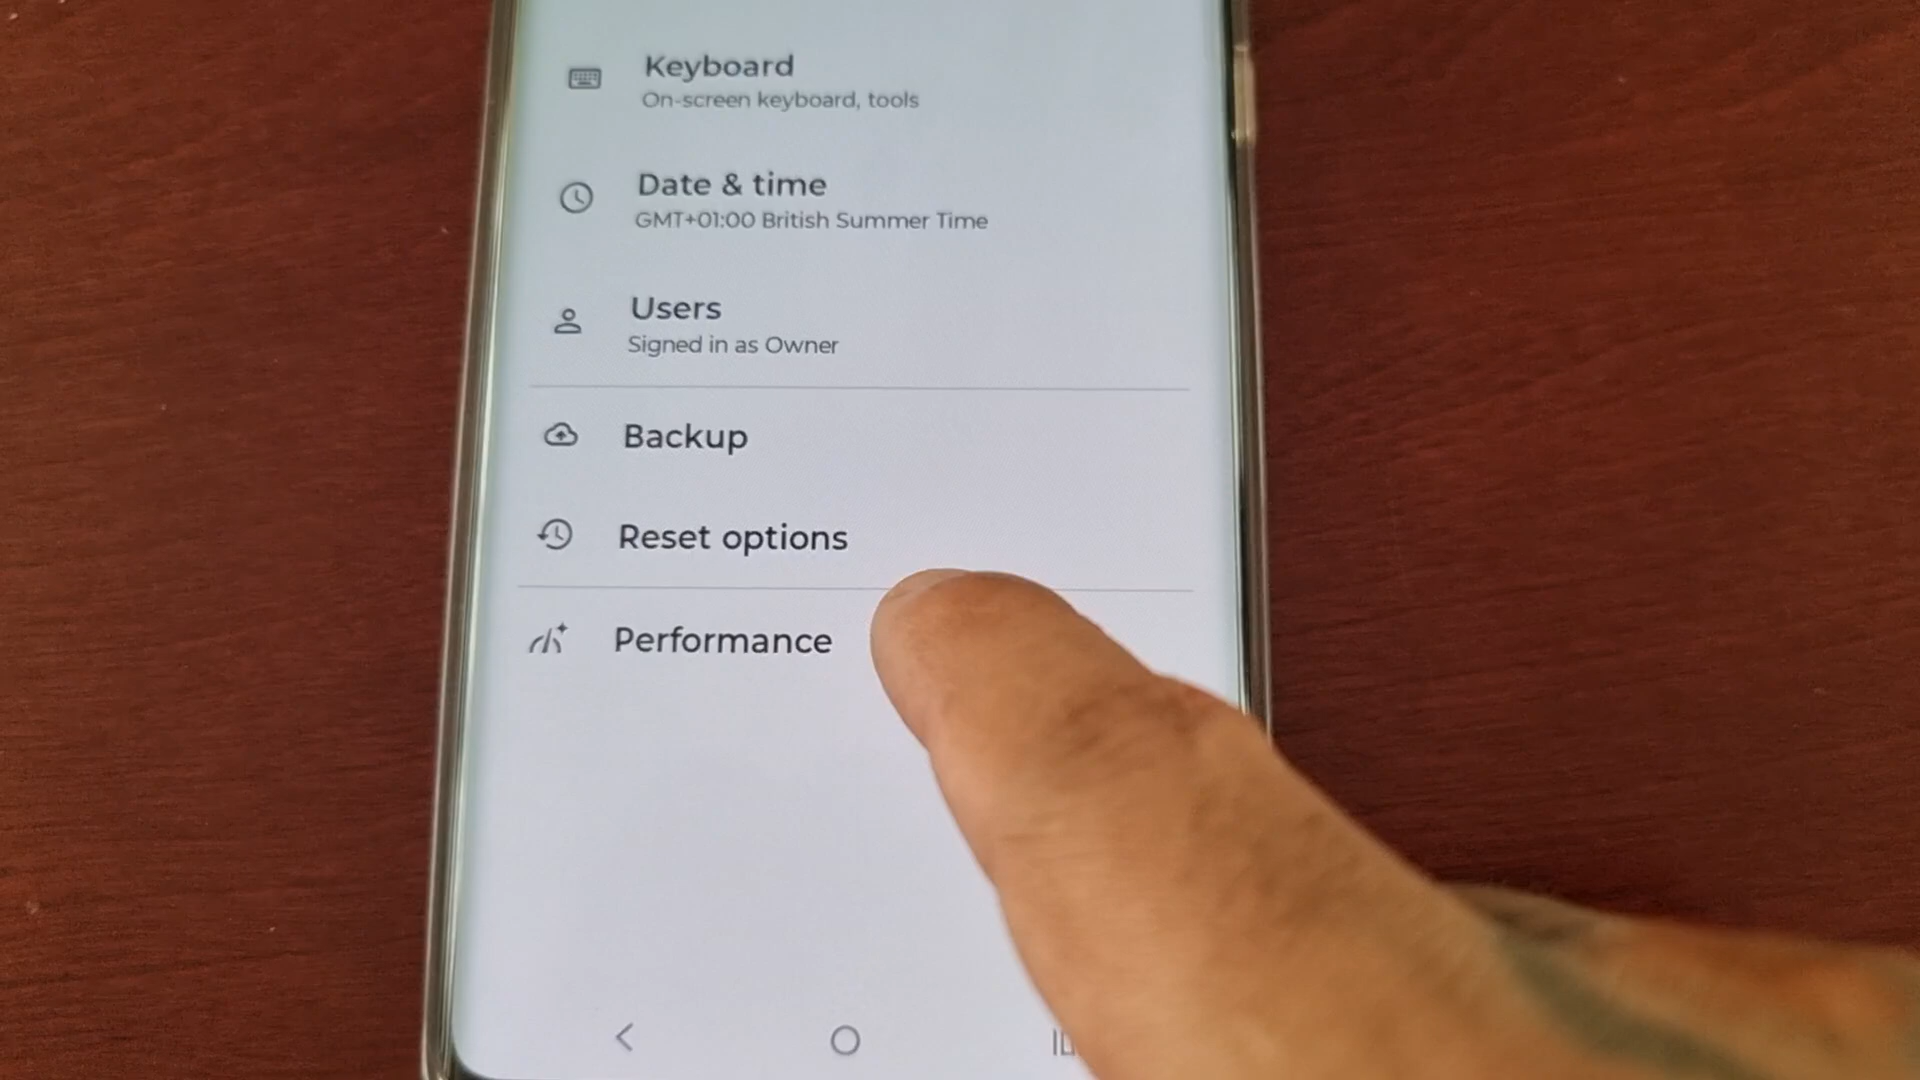 Keyboard
On-screen keyboard, tools
Date & time
GMT+01:00 British Summer Time
Users
Signed in as Owner
Backup
Reset options
Performance